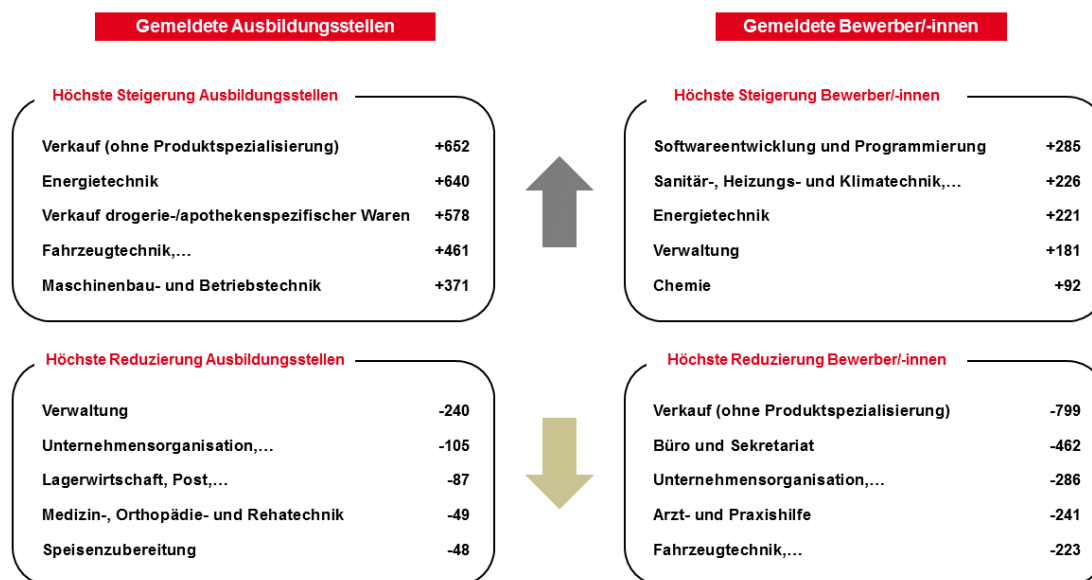 Gemeldete Ausbildungsstellen
Gemeldete Bewerber/-innen
Höchste Steigerung Ausbildungsstellen
Verkauf (ohne Produktspezialisierung) +652
Energietechnik +640
Verkauf drogerie-/apothekenspezifischer Waren +578
Fahrzeugtechnik,... +461
Maschinenbau- und Betriebstechnik +371
Höchste Steigerung Bewerber/-innen
Softwareentwicklung und Programmierung +285
Sanitär-, Heizungs- und Klimatechnik,... +226
Energietechnik +221
Verwaltung +181
Chemie +92
Höchste Reduzierung Ausbildungsstellen
Verwaltung -240
Unternehmensorganisation,... -105
Lagerwirtschaft, Post,... -87
Medizin-, Orthopädie- und Rehatechnik -49
Speisenzubereitung -48
Höchste Reduzierung Bewerber/-innen
Verkauf (ohne Produktspezialisierung) -799
Büro und Sekretariat -462
Unternehmensorganisation,... -286
Arzt- und Praxishilfe -241
Fahrzeugtechnik,... -223